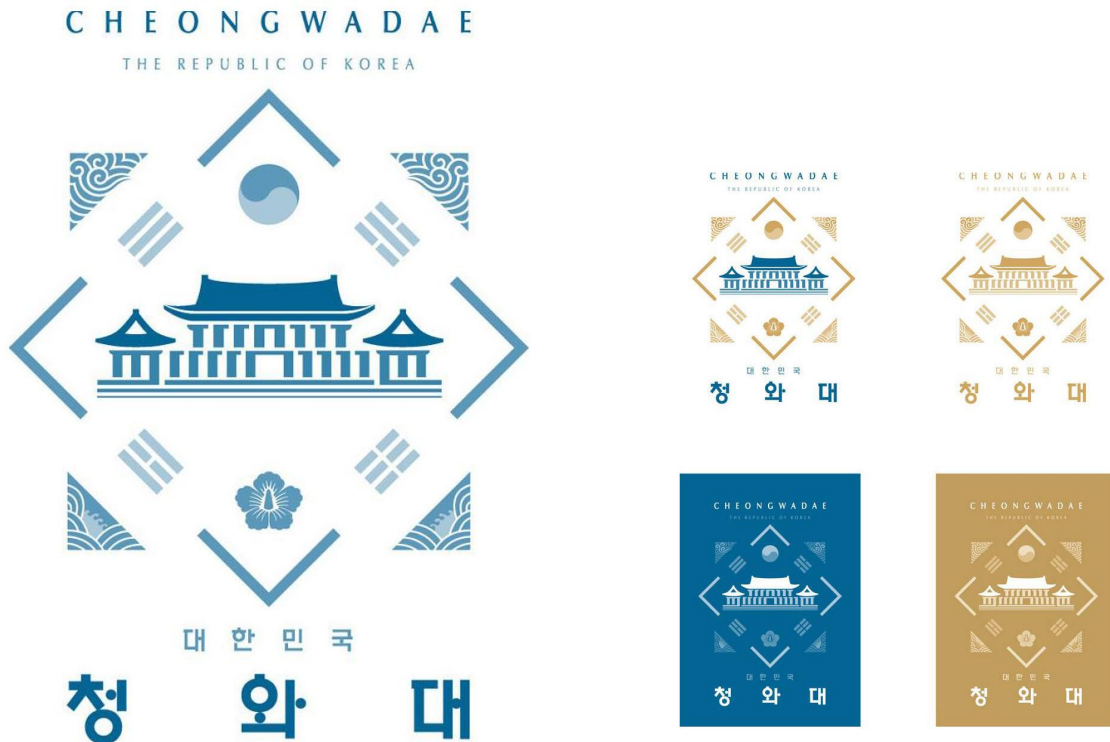 CHEONGWADAE
THE REPUBLIC OF KOREA
대한민국
청와대
CHEONGWADAE
THE REPUBLIC OF KOREA
대한민국
청와대
CHEONGWADAE
THE REPUBLIC OF KOREA
대한민국
청와대
CHEONGWADAE
THE REPUBLIC OF KOREA
대한민국
청와대
CHEONGWADAE
THE REPUBLIC OF KOREA
대한민국
청와대